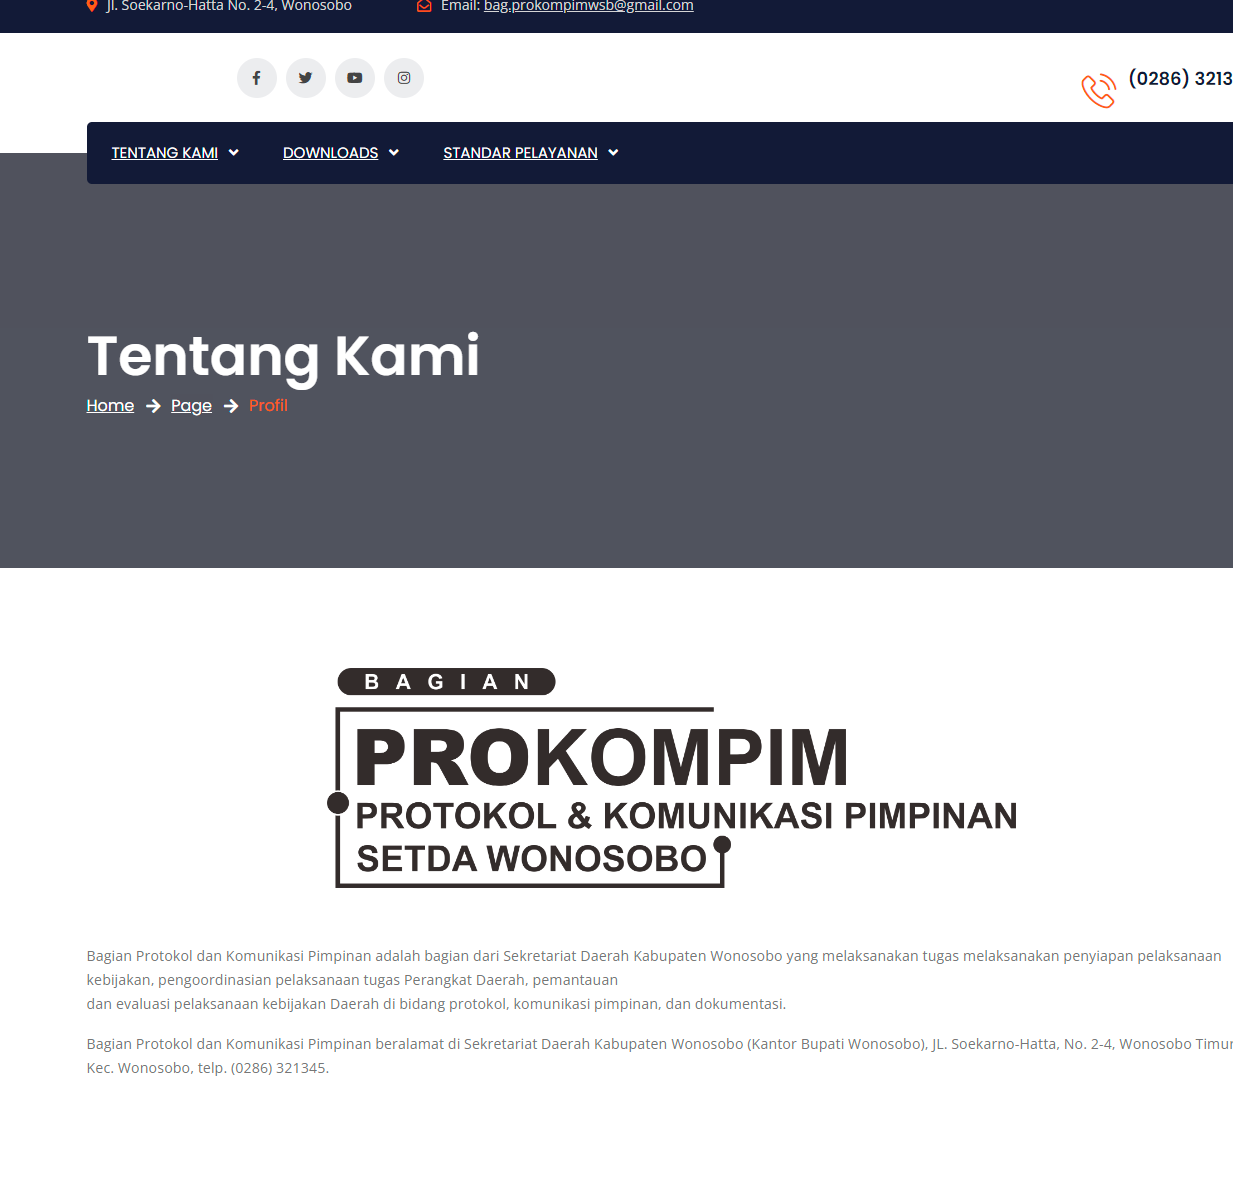 Jl. Soekarno-Hatta No. 2-4, Wonosobo
Email: bag.prokompimwsb@gmail.com
(0286) 3213
TENTANG KAMI
DOWNLOADS
STANDAR PELAYANAN
Tentang Kami
Home
Page
Profil
BAGIAN
PROKOMPIM
PROTOKOL & KOMUNIKASI PIMPINAN
SETDA WONOSOBO
Bagian Protokol dan Komunikasi Pimpinan adalah bagian dari Sekretariat Daerah Kabupaten Wonosobo yang melaksanakan tugas melaksanakan penyiapan pelaksanaan
kebijakan, pengoordinasian pelaksanaan tugas Perangkat Daerah, pemantauan
dan evaluasi pelaksanaan kebijakan Daerah di bidang protokol, komunikasi pimpinan, dan dokumentasi.
Bagian Protokol dan Komunikasi Pimpinan beralamat di Sekretariat Daerah Kabupaten Wonosobo (Kantor Bupati Wonosobo), JL. Soekarno-Hatta, No. 2-4, Wonosobo Timur
Kec. Wonosobo, telp. (0286) 321345.